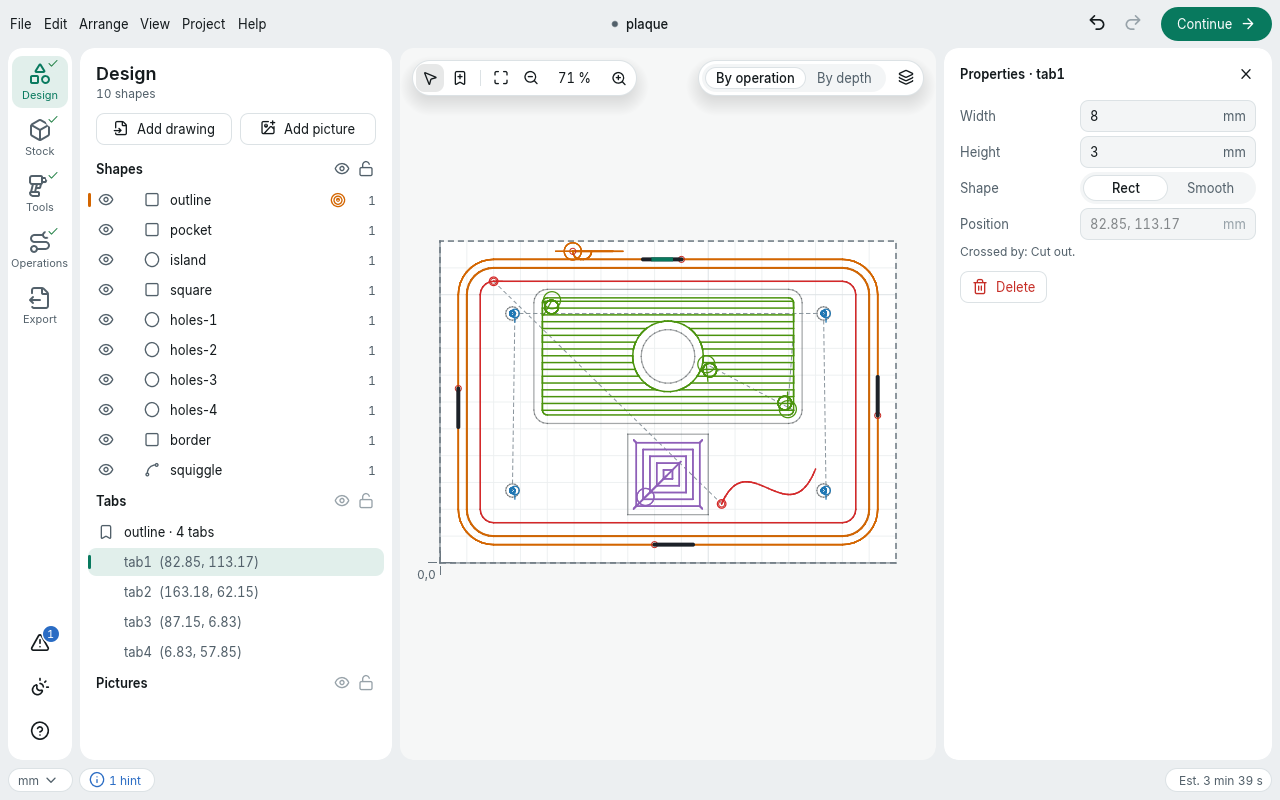 File Edit Arrange View Project Help
plaque
Continue
Design
Stock
Tools
Operations
Export
1
Design
10 shapes
Add drawing
Add picture
Shapes
outline 1
pocket 1
island 1
square 1
holes-1 1
holes-2 1
holes-3 1
holes-4 1
border 1
squiggle 1
Tabs
outline · 4 tabs
tab1 (82.85, 113.17)
tab2 (163.18, 62.15)
tab3 (87.15, 6.83)
tab4 (6.83, 57.85)
Pictures
71 %
By operation By depth
0,0
Properties · tab1
Width 8 mm
Height 3 mm
Shape Rect Smooth
Position 82.85, 113.17 mm
Crossed by: Cut out.
Delete
mm
1 hint
Est. 3 min 39 s